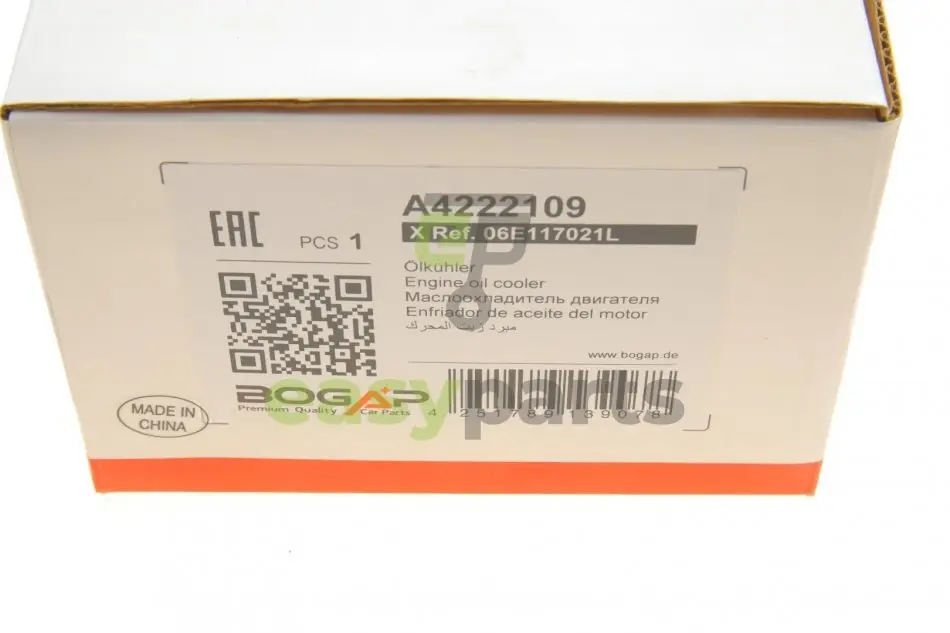 A4222109
X Ref. 06E117021L
EAC
PCS 1
Ölkühler
Engine oil cooler
Маслоохладитель двигателя
Enfriador de aceite del motor
مبرد زيت المحرك
www.bogap.de
BOGAP
Premium Quality Car Parts
4 251789 139078
easyparts
MADE IN
CHINA